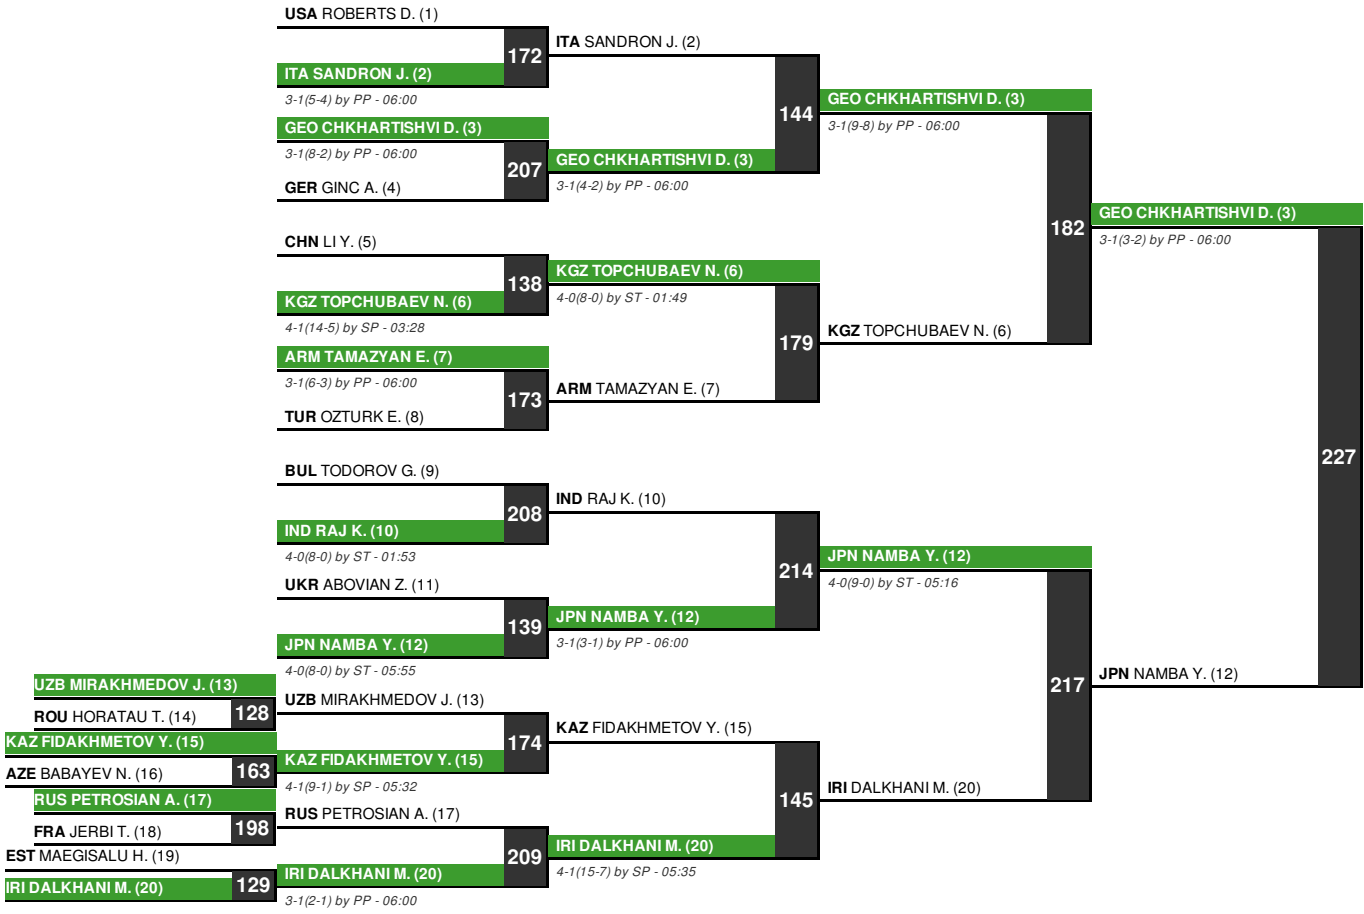 USA ROBERTS D. (1)
172
ITA SANDRON J. (2)
ITA SANDRON J. (2)
3-1(5-4) by PP - 06:00
GEO CHKHARTISHVI D. (3)
3-1(8-2) by PP - 06:00
207
GER GINC A. (4)
144
GEO CHKHARTISHVI D. (3)
3-1(4-2) by PP - 06:00
GEO CHKHARTISHVI D. (3)
3-1(9-8) by PP - 06:00
CHN LI Y. (5)
138
KGZ TOPCHUBAEV N. (6)
4-1(14-5) by SP - 03:28
KGZ TOPCHUBAEV N. (6)
4-0(8-0) by ST - 01:49
ARM TAMAZYAN E. (7)
3-1(6-3) by PP - 06:00
173
TUR OZTURK E. (8)
179
ARM TAMAZYAN E. (7)
KGZ TOPCHUBAEV N. (6)
182
GEO CHKHARTISHVI D. (3)
3-1(3-2) by PP - 06:00
227
BUL TODOROV G. (9)
208
IND RAJ K. (10)
4-0(8-0) by ST - 01:53
IND RAJ K. (10)
UKR ABOVIAN Z. (11)
139
JPN NAMBA Y. (12)
4-0(8-0) by ST - 05:55
214
JPN NAMBA Y. (12)
3-1(3-1) by PP - 06:00
JPN NAMBA Y. (12)
4-0(9-0) by ST - 05:16
217
JPN NAMBA Y. (12)
UZB MIRAKHMEDOV J. (13)
128
ROU HORATAU T. (14)
UZB MIRAKHMEDOV J. (13)
KAZ FIDAKHMETOV Y. (15)
163
AZE BABAYEV N. (16)
174
KAZ FIDAKHMETOV Y. (15)
4-1(9-1) by SP - 05:32
KAZ FIDAKHMETOV Y. (15)
RUS PETROSIAN A. (17)
198
FRA JERBI T. (18)
RUS PETROSIAN A. (17)
EST MAEGISALU H. (19)
129
IRI DALKHANI M. (20)
209
IRI DALKHANI M. (20)
3-1(2-1) by PP - 06:00
145
IRI DALKHANI M. (20)
4-1(15-7) by SP - 05:35
IRI DALKHANI M. (20)